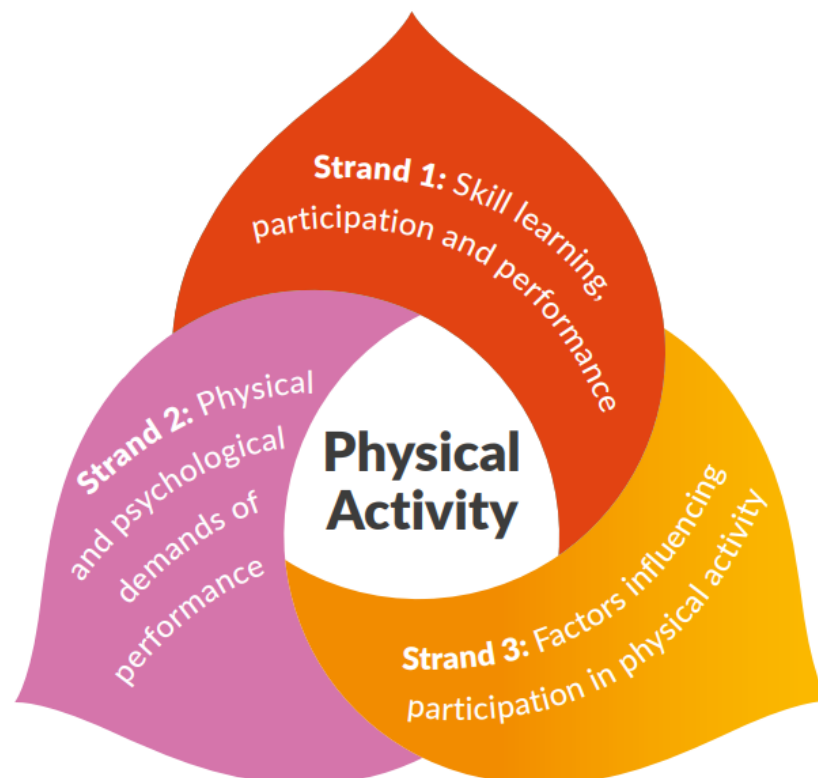 Strand 1: Skill learning,
participation and performance
Strand 2: Physical
and psychological
demands of
performance
Physical
Activity
Strand 3: Factors influencing
participation in physical activity